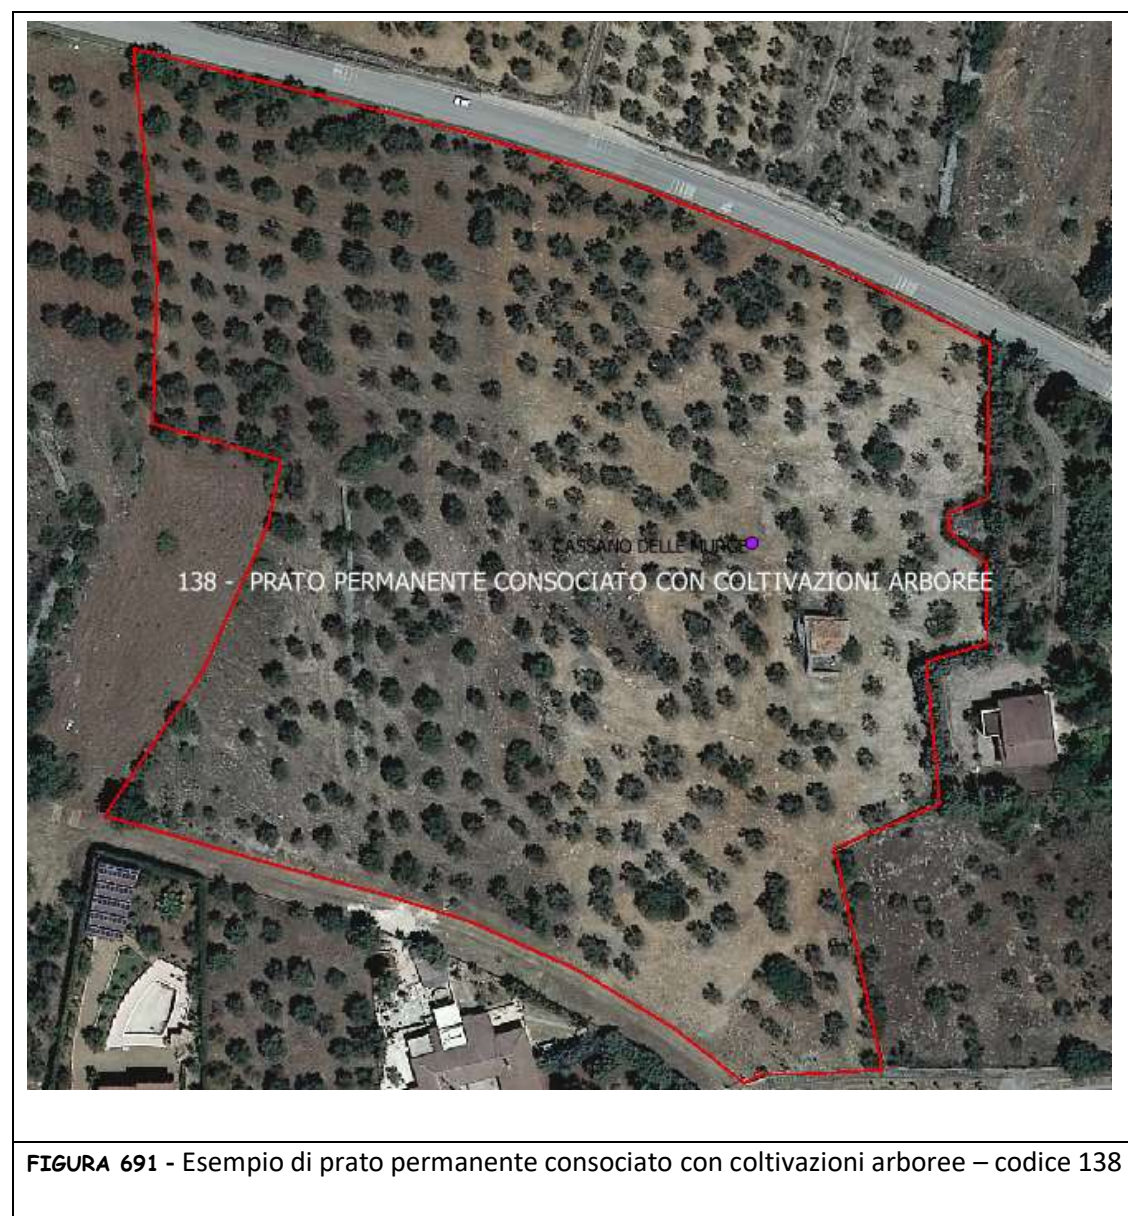 CASSANO DELLE MURGE
138 - PRATO PERMANENTE CONSOCIATO CON COLTIVAZIONI ARBOREE
FIGURA 691 - Esempio di prato permanente consociato con coltivazioni arboree – codice 138